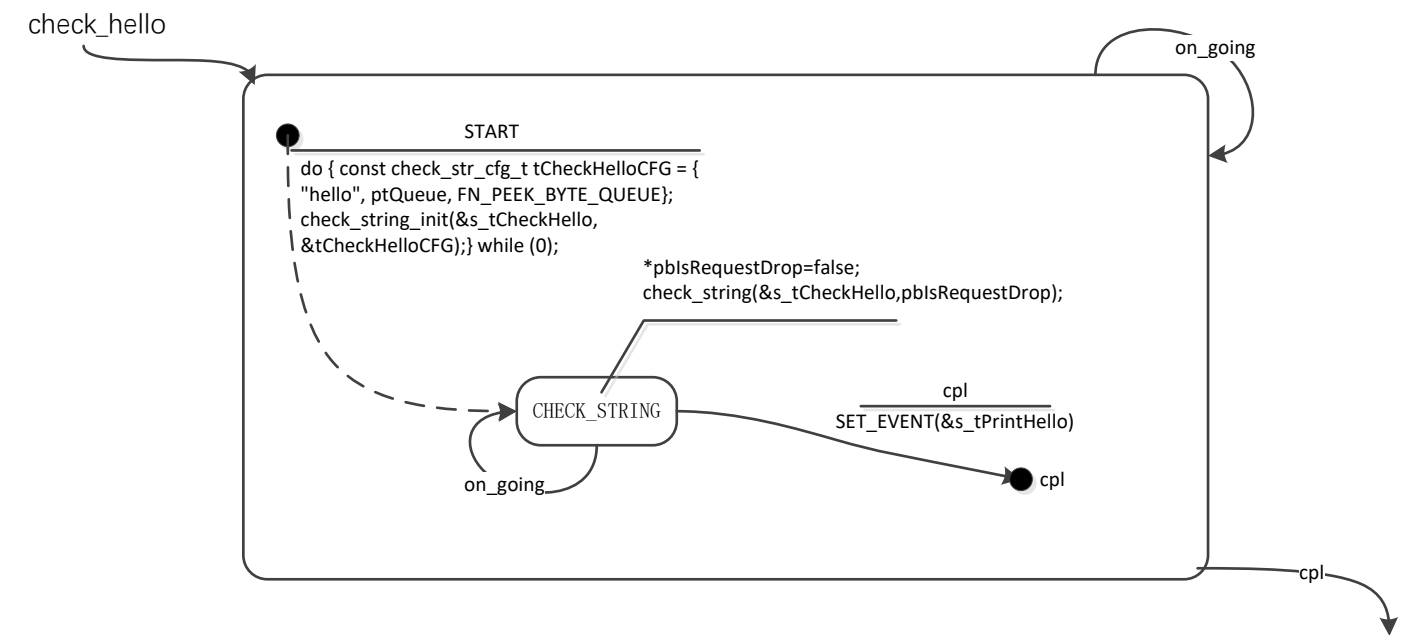 check_hello
on_going
START
do { const check_str_cfg_t tCheckHelloCFG = {
"hello", ptQueue, FN_PEEK_BYTE_QUEUE};
check_string_init(&s_tCheckHello,
&tCheckHelloCFG);} while (0);
*pbIsRequestDrop=false;
check_string(&s_tCheckHello,pbIsRequestDrop);
CHECK_STRING
cpl
SET_EVENT(&s_tPrintHello)
on_going
cpl
cpl